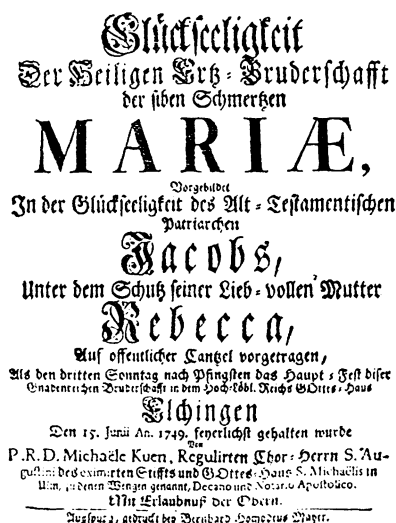 Glückseeligkeit
Der Heiligen Ertz-Bruderschafft
der siben Schmertzen
MARIÆ,
Vorgebildet
In der Glückseeligkeit des Alt-Testamentischen
Patriarchen
Jacobs,
Unter dem Schutz seiner Lieb-vollen Mutter
Rebecca,
Auf offentlicher Cantzel vorgetragen,
Als den dritten Sonntag nach Pfingsten das Haupt-Fest diser
Gnadenreichen Bruderschafft in dem Hoch-Löbl. Reichs GOttes-Haus
Elchingen
Den 15. Junii An. 1749. feyerlichst gehalten wurde
Von
P. R. D. Michaële Kuen, Regulirten Chor-Herrn S. Au-
gustini des eximirten Stiffts und GOttes-Haus S. Michaëlis in
Ulm, zu denen Wengen genannt, Decano und Notario Apostolico.
Mit Erlaubnuß der Obern.
Augspurg, gedruckt bey Bernhard Homodeus Mayer.